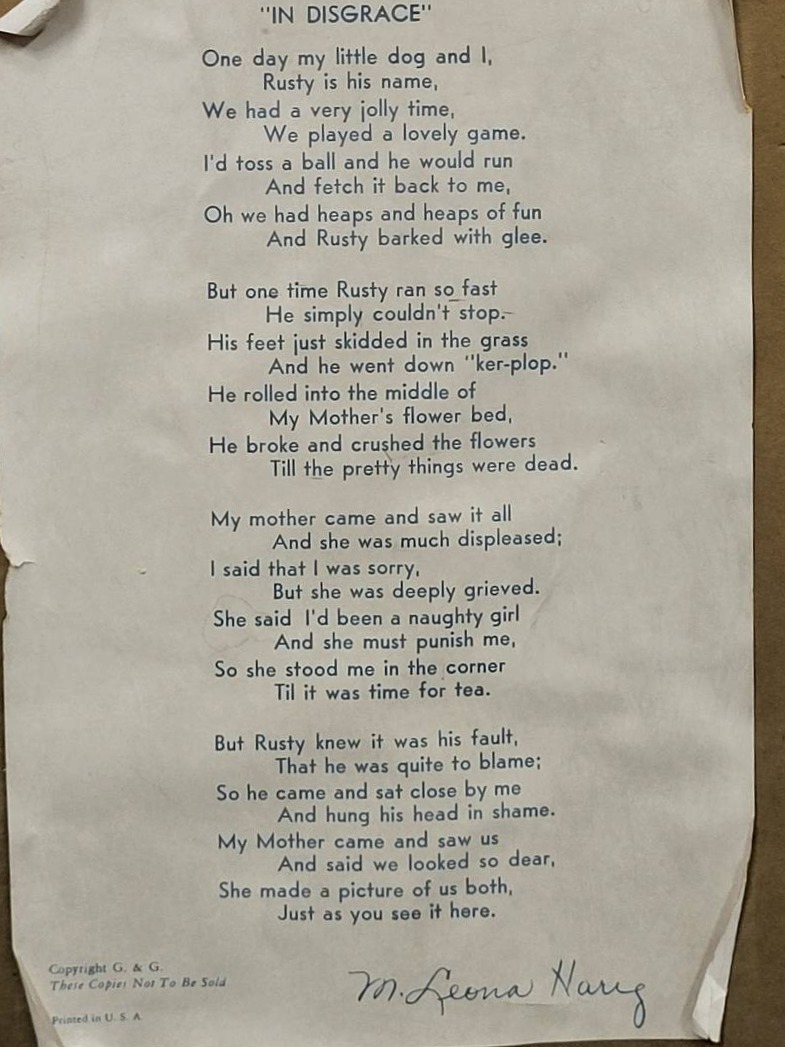 "IN DISGRACE"
One day my little dog and I,
Rusty is his name,
We had a very jolly time,
We played a lovely game.
I'd toss a ball and he would run
And fetch it back to me,
Oh we had heaps and heaps of fun
And Rusty barked with glee.
But one time Rusty ran so fast
He simply couldn't stop.
His feet just skidded in the grass
And he went down "ker-plop."
He rolled into the middle of
My Mother's flower bed,
He broke and crushed the flowers
Till the pretty things were dead.
My mother came and saw it all
And she was much displeased;
I said that I was sorry,
But she was deeply grieved.
She said I'd been a naughty girl
And she must punish me,
So she stood me in the corner
Til it was time for tea.
But Rusty knew it was his fault,
That he was quite to blame;
So he came and sat close by me
And hung his head in shame.
My Mother came and saw us
And said we looked so dear,
She made a picture of us both,
Just as you see it here.
Copyright G. & G.
These Copies Not To Be Sold
Printed in U. S. A.
M. Leona Harig